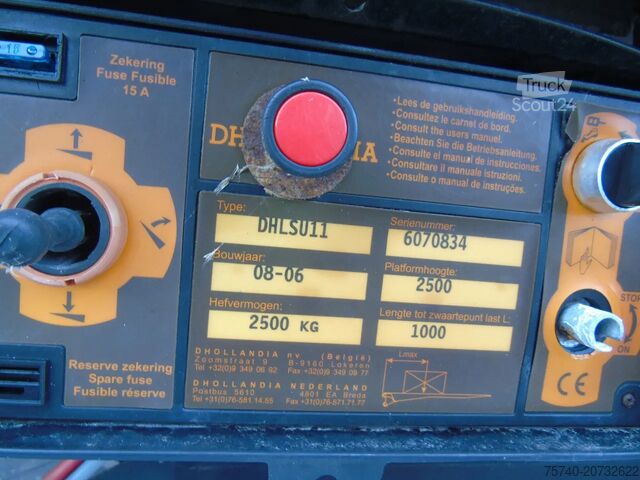 Zekering
Fuse Fusible
15 A
Reserve zekering
Spare fuse
Fusible réserve
DHOLLANDIA
•Lees de gebruikshandleiding.
•Consultez le carnet de bord.
•Consult the users manual.
•Beachten Sie die Betriebsanleitung.
•Consulte el manual de instrucciones.
•Consultare il manuale istruzioni.
•Consulte o manual de instruções.
Type:
DHLSU11
Serienummer:
6070834
Bouwjaar:
08-06
Platformhoogte:
2500
Hefvermogen:
2500 KG
Lengte tot zwaartepunt last L:
1000
DHOLLANDIA nv. (België)
Zoomstraat 9 B-9160 Lokeren
Tel +32(0)9 349 06 92 Fax +32(0)9 349 09 77
DHOLLANDIA NEDERLAND
Postbus 5610 4801 EA Breda
Tel +31(0)76-581.14.55 Fax +31(0)76-571.71.77
Lmax
STOP
ON
CE
Truck
Scout24
75740-20732622